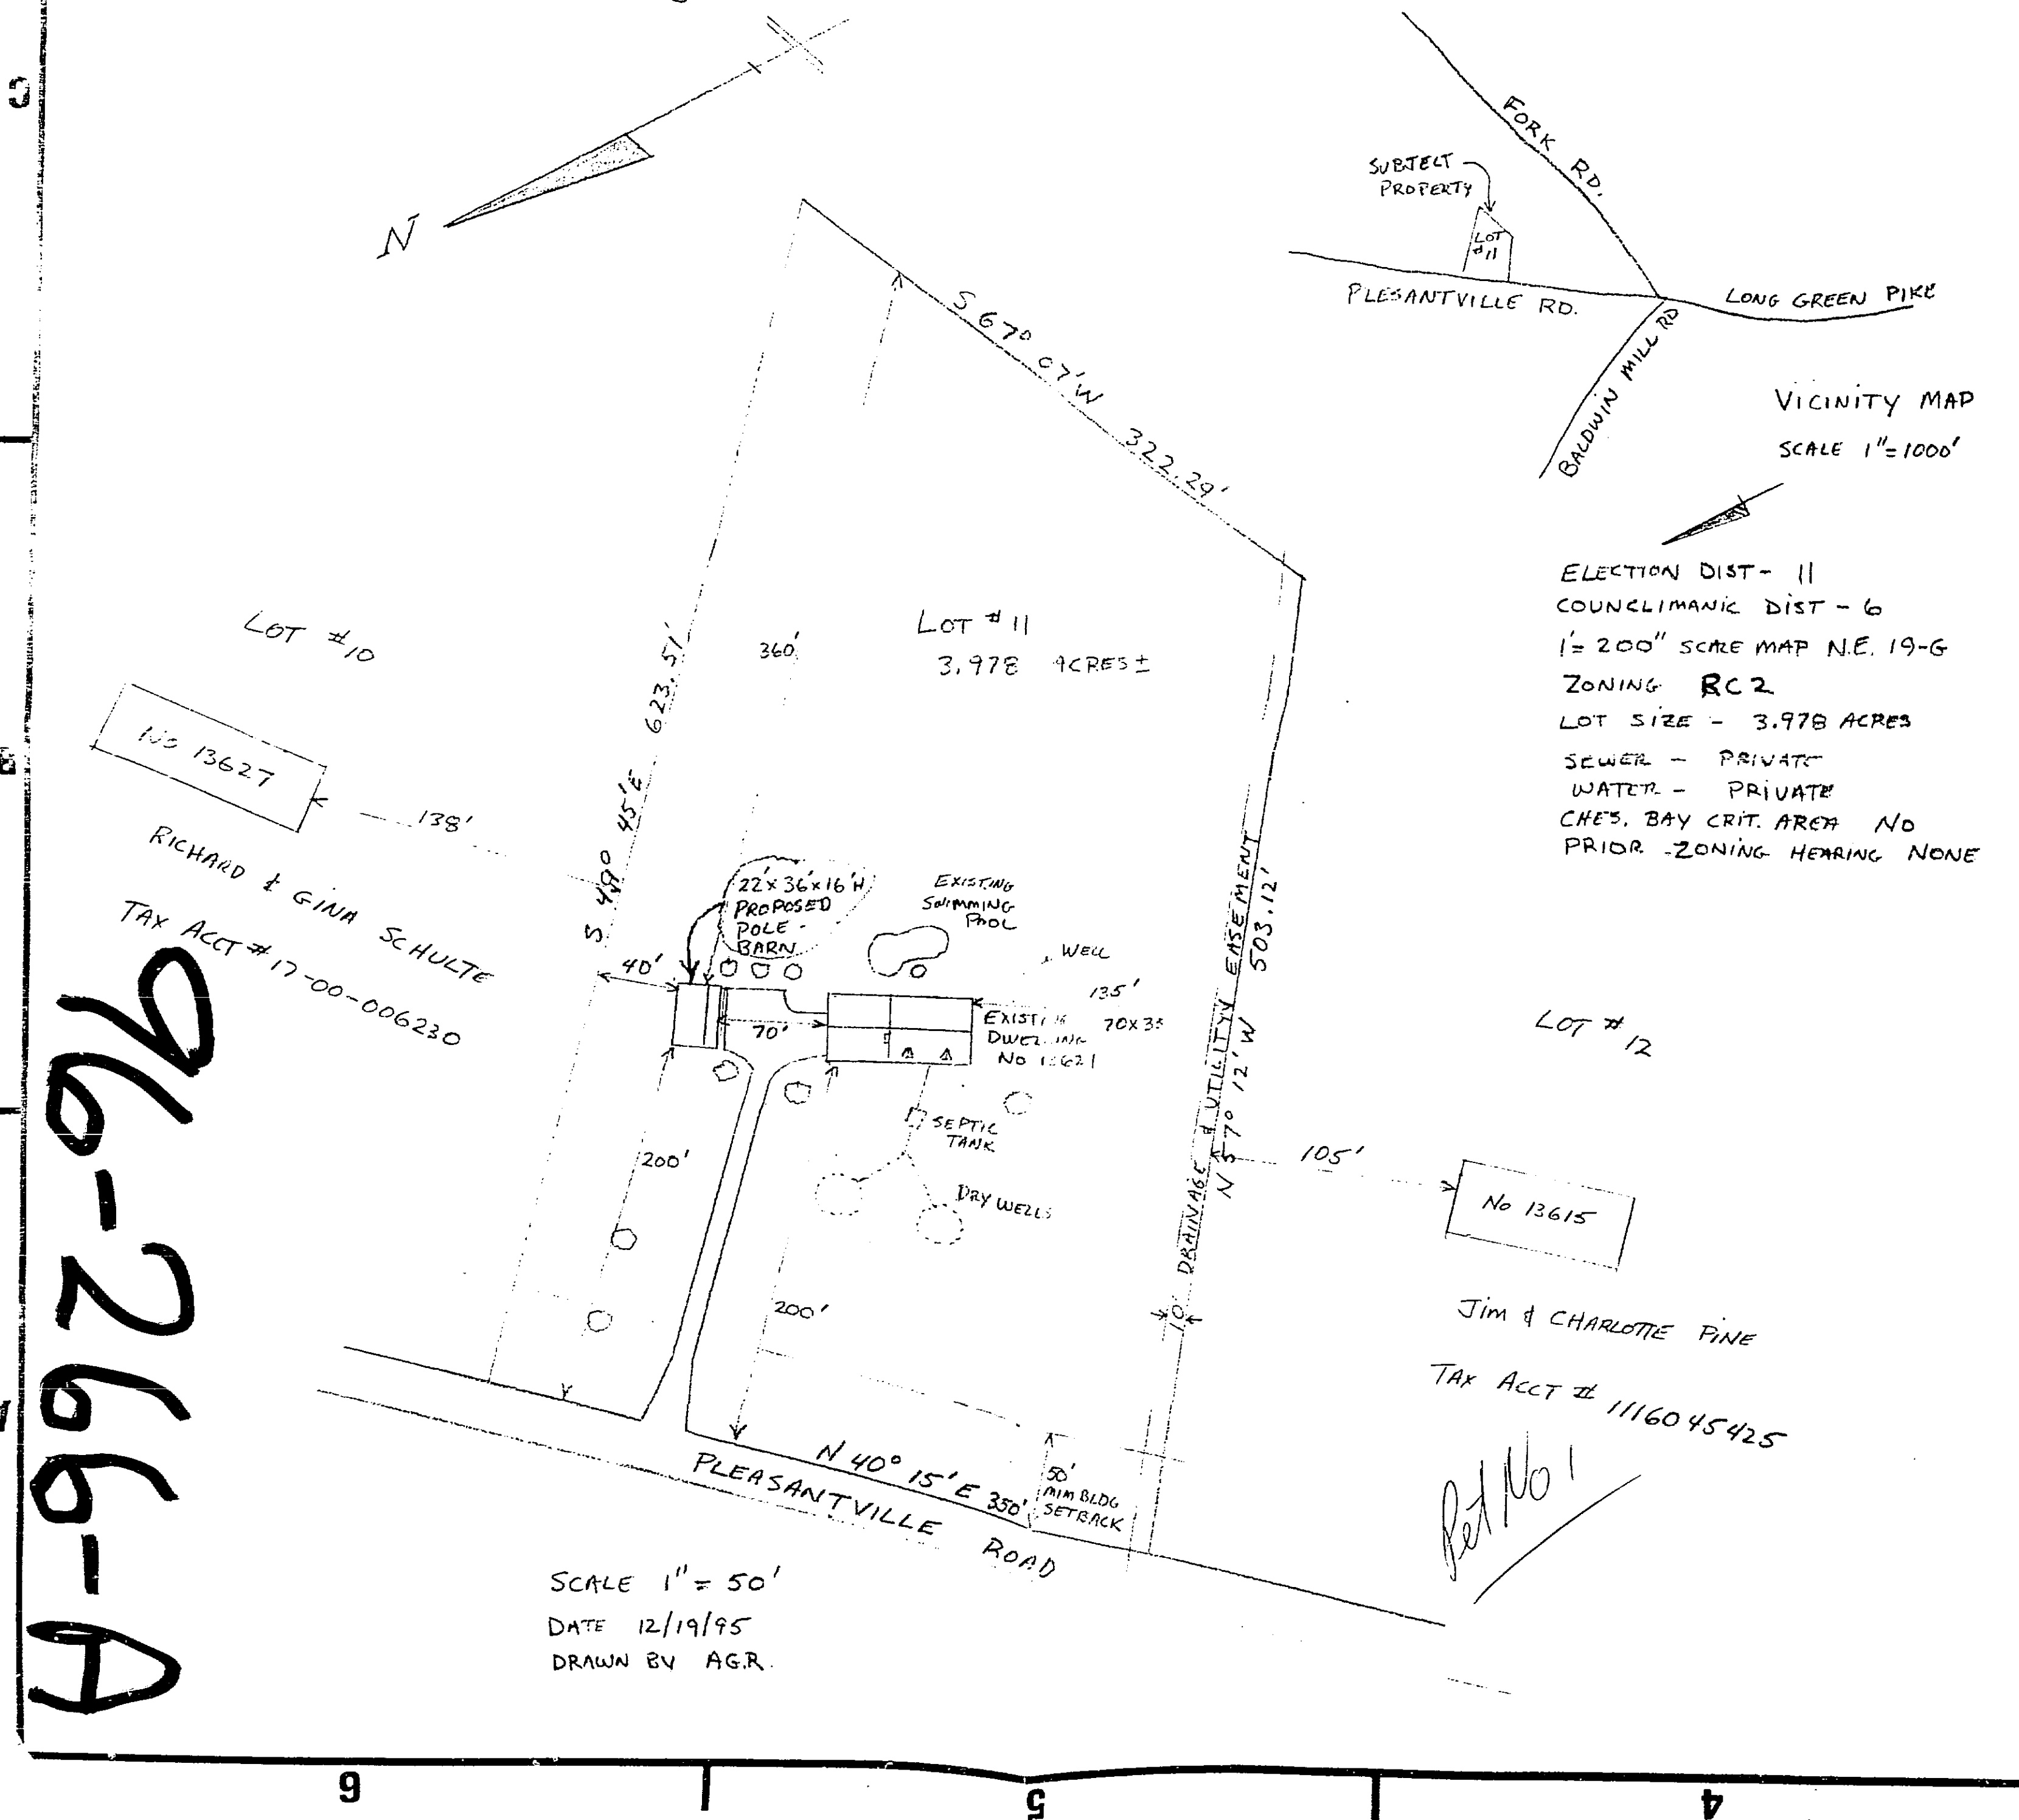 C
N
FORK RD.
SUBJECT
PROPERTY
LOT
#11
PLESANTVILLE RD.
LONG GREEN PIKE
BALDWIN MILL RD
VICINITY MAP
SCALE 1"=1000'
S 67° 07' W 322.29'
ELECTION DIST - 11
COUNCLIMANIC DIST - 6
1'= 200" SCALE MAP N.E. 19-G
ZONING RC2
LOT SIZE - 3.978 ACRES
SEWER - PRIVATE
WATER - PRIVATE
CHES. BAY CRIT. AREA NO
PRIOR ZONING HEARING NONE
LOT #10
LOT #11
3.978 ACRES ±
360'
S 49° 45' E 623.51'
B
No 13627
138'
RICHARD & GINA SCHULTE
TAX ACCT #17-00-006230
22'x36'x16'H
PROPOSED
POLE
BARN
EXISTING
SWIMMING
POOL
WELL
40'
70'
135'
EXISTING 70X35
DWELLING
No 13621
DRAINAGE & UTILITY EASEMENT
N 57° 12' W 503.12'
10'
LOT #12
SEPTIC
TANK
DRY WELLS
200'
200'
105'
No 13615
JIM & CHARLOTTE PINE
TAX ACCT # 1116045425
Pet No 1
N 40° 15' E 350'
50'
MIM BLDG
SETBACK
PLEASANTVILLE ROAD
SCALE 1" = 50'
DATE 12/19/95
DRAWN BY A.G.R.
96-266-A
6
5
4